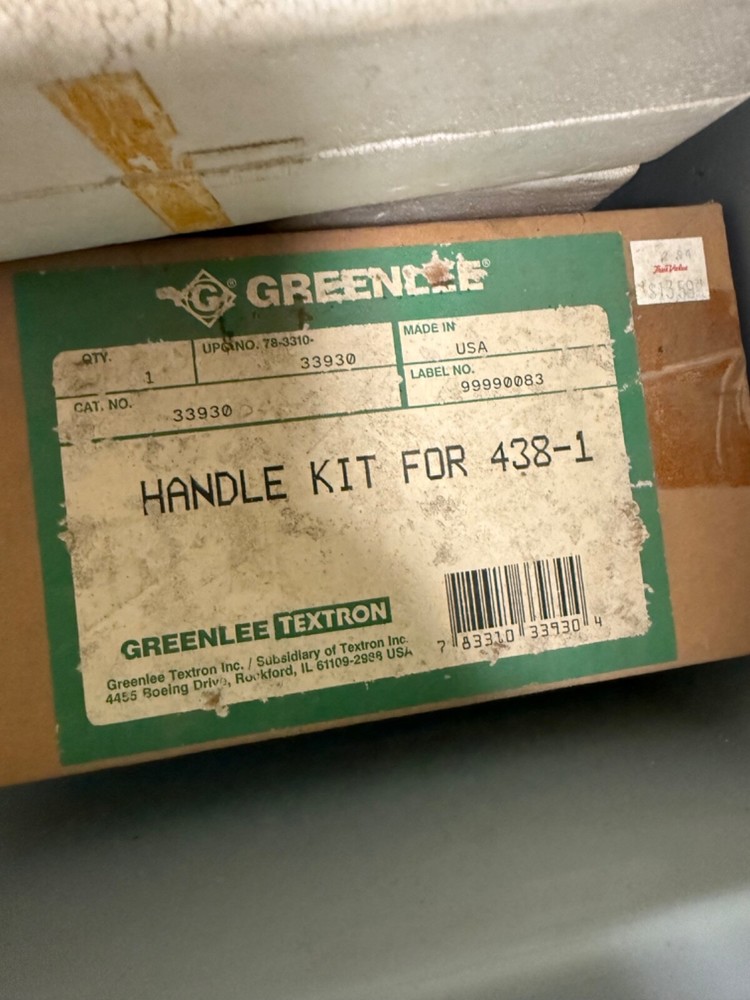 G® GREENLEE®
TrueValue
QTY.
1
UPC NO. 78-3310-
33930
MADE IN
USA
CAT. NO.
33930
LABEL NO.
99990083
HANDLE KIT FOR 438-1
GREENLEE TEXTRON
Greenlee Textron Inc. / Subsidiary of Textron Inc.
4455 Boeing Drive, Rockford, IL 61109-2988 USA
7 83310 33930 4